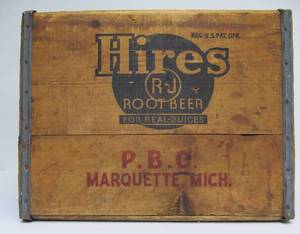 REG. U.S. PAT. OFF.
Hires
R-J
ROOT BEER
FOR REAL-JUICES
P.B.C.
MARQUETTE, MICH.